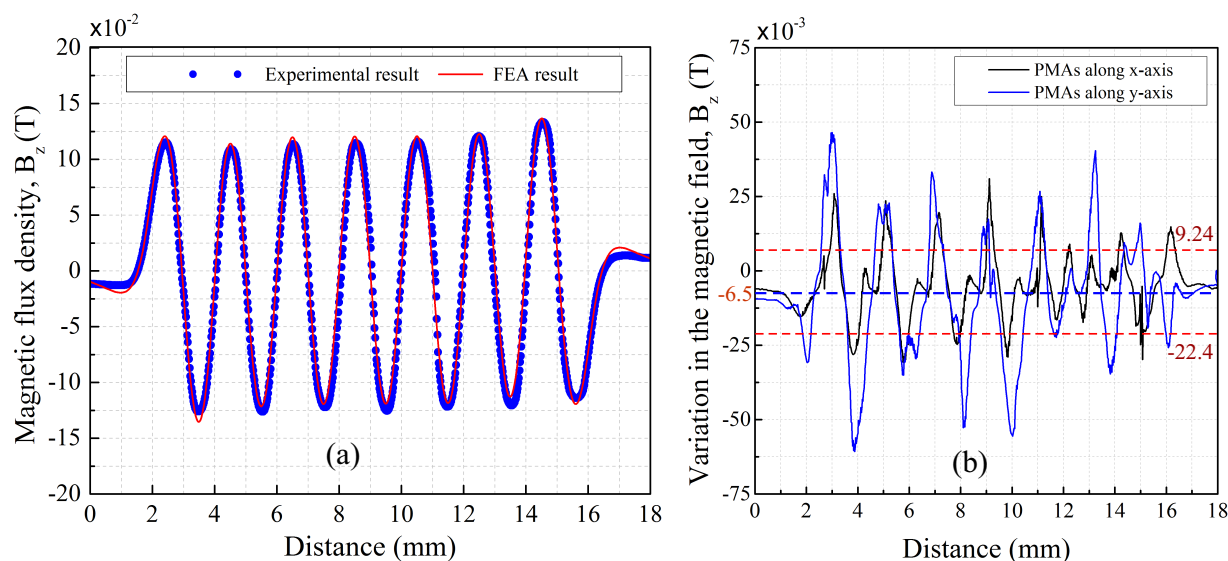 x10⁻²
20
15
10
5
0
-5
-10
-15
-20
Magnetic flux density, B_z (T)
Experimental result
FEA result
(a)
0 2 4 6 8 10 12 14 16 18
Distance (mm)
x10⁻³
75
50
25
0
-6.5
-25
-50
-75
Variation in the magnetic field, B_z (T)
PMAs along x-axis
PMAs along y-axis
9.24
-22.4
(b)
0 2 4 6 8 10 12 14 16 18
Distance (mm)